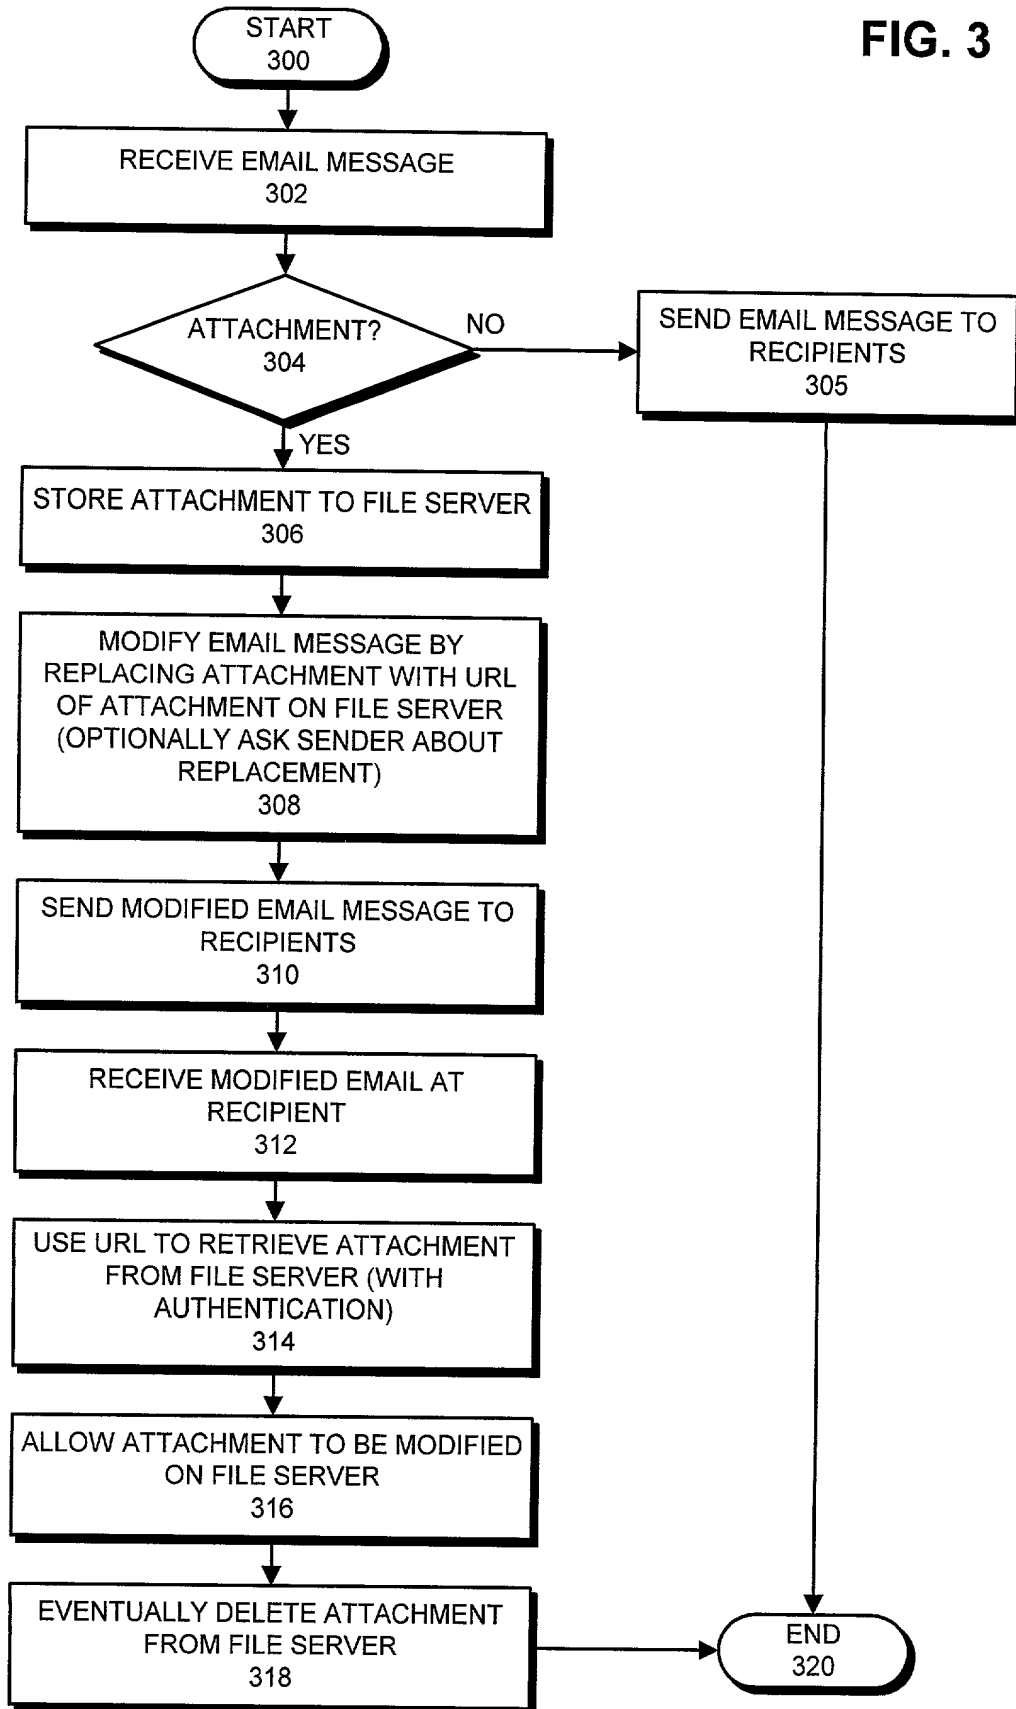 FIG. 3
START
300
RECEIVE EMAIL MESSAGE
302
ATTACHMENT?
304
NO
SEND EMAIL MESSAGE TO
RECIPIENTS
305
YES
STORE ATTACHMENT TO FILE SERVER
306
MODIFY EMAIL MESSAGE BY
REPLACING ATTACHMENT WITH URL
OF ATTACHMENT ON FILE SERVER
(OPTIONALLY ASK SENDER ABOUT
REPLACEMENT)
308
SEND MODIFIED EMAIL MESSAGE TO
RECIPIENTS
310
RECEIVE MODIFIED EMAIL AT
RECIPIENT
312
USE URL TO RETRIEVE ATTACHMENT
FROM FILE SERVER (WITH
AUTHENTICATION)
314
ALLOW ATTACHMENT TO BE MODIFIED
ON FILE SERVER
316
EVENTUALLY DELETE ATTACHMENT
FROM FILE SERVER
318
END
320